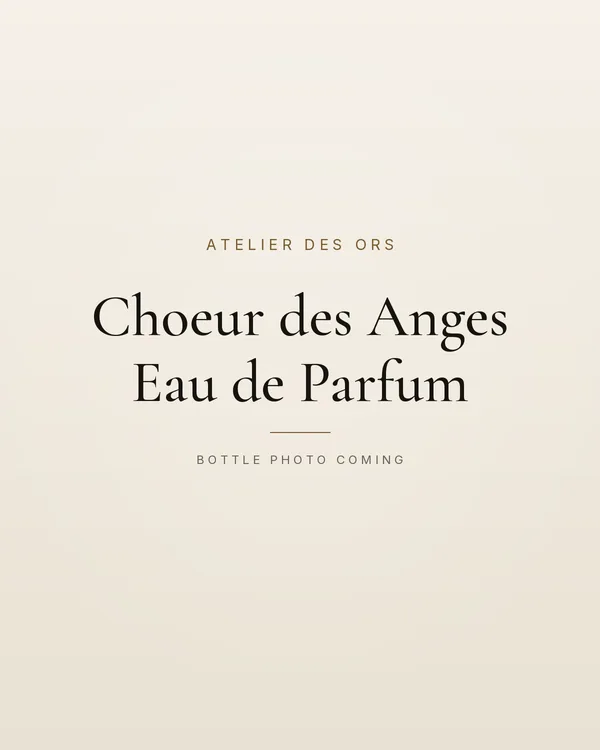 ATELIER DES ORS
Choeur des Anges
Eau de Parfum
BOTTLE PHOTO COMING